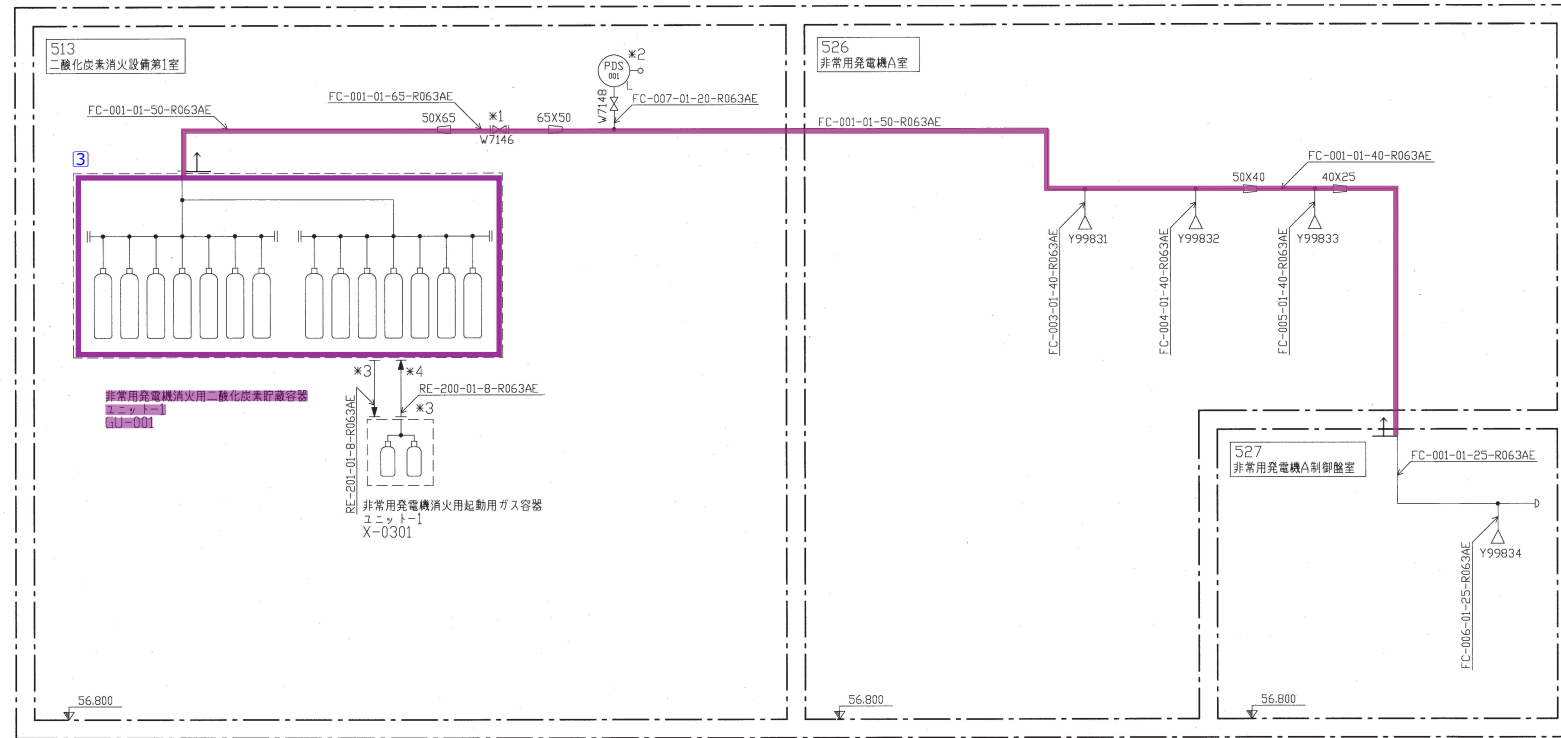 513
二酸化炭素消火設備第1室
FC-001-01-50-R063AE
FC-001-01-65-R063AE
50X65
*1
W7146
65X50
PDS
001
*2
L
W7148
FC-007-01-20-R063AE
3
非常用発電機消火用二酸化炭素貯蔵容器
ユニット-1
GU-001
*3
*4
RE-200-01-8-R063AE
*3
RE-201-01-8-R063AE
非常用発電機消火用起動用ガス容器
ユニット-1
X-0301
56.800
526
非常用発電機A室
FC-001-01-50-R063AE
FC-001-01-40-R063AE
50X40
40X25
Y99831
Y99832
Y99833
FC-003-01-40-R063AE
FC-004-01-40-R063AE
FC-005-01-40-R063AE
56.800
527
非常用発電機A制御盤室
FC-001-01-25-R063AE
Y99834
FC-006-01-25-R063AE
56.800